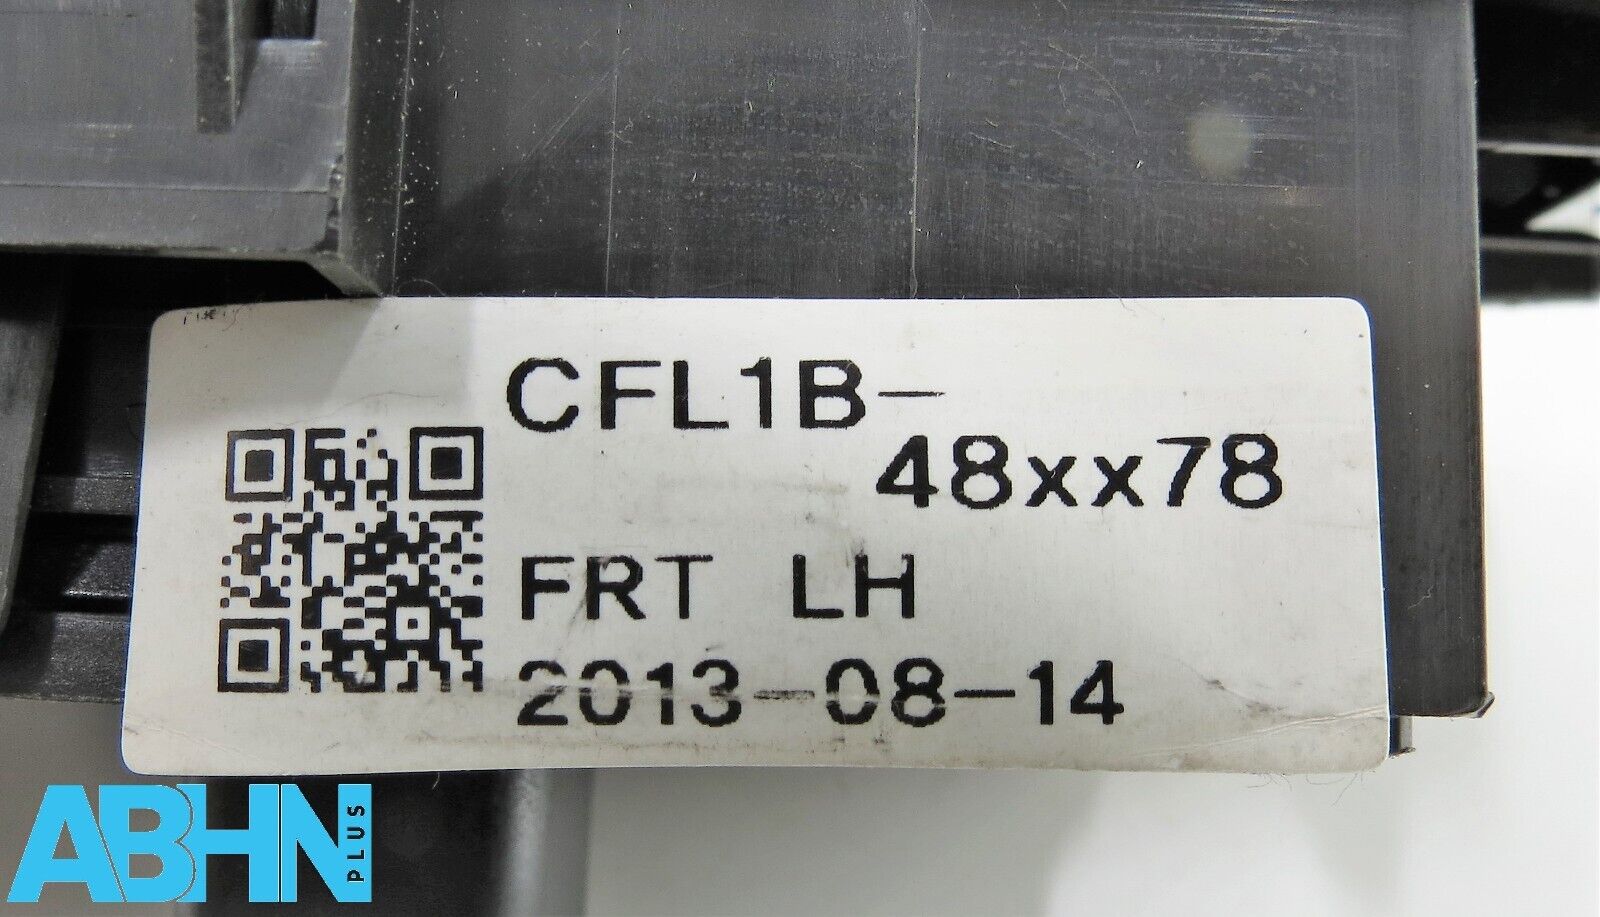 CFL1B-
48xx78
FRT LH
2013-08-14
ABHN
PLUS